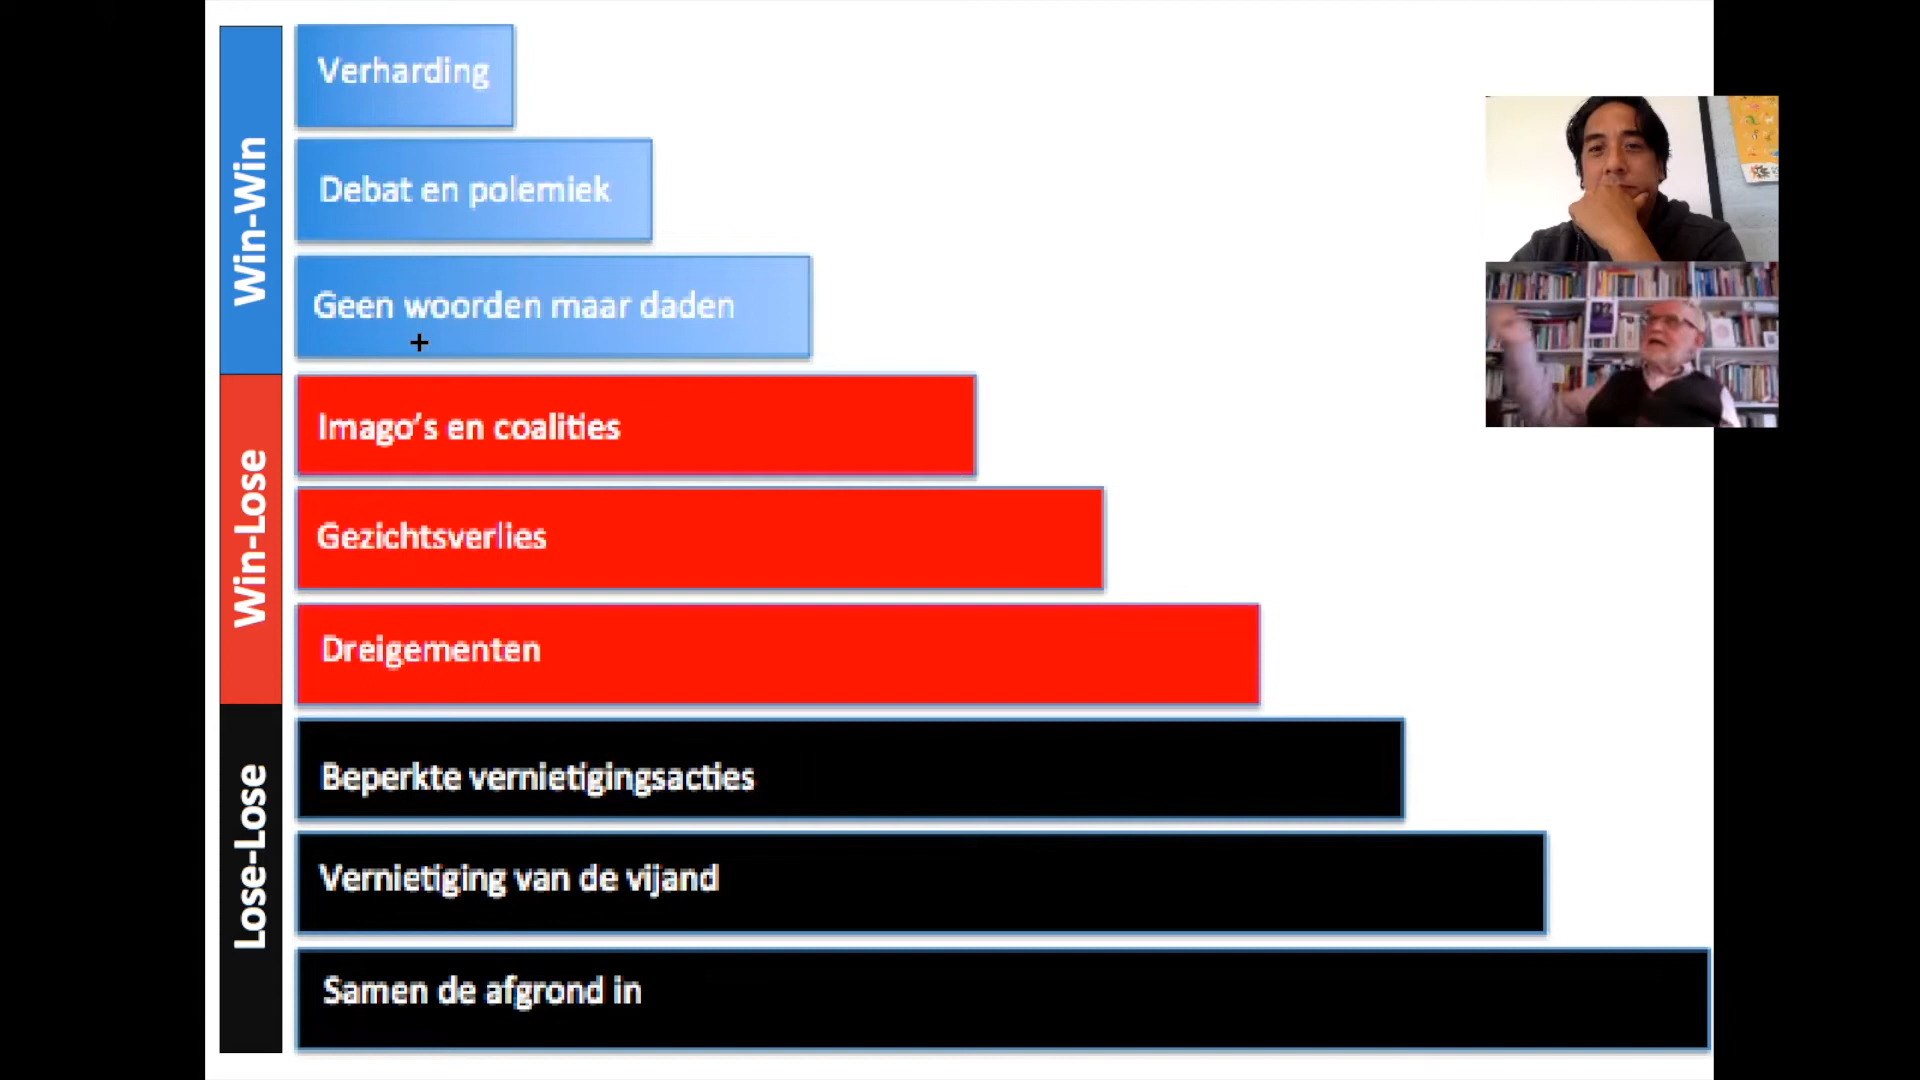 Win-Win
Verharding
Debat en polemiek
Geen woorden maar daden
Win-Lose
Imago's en coalities
Gezichtsverlies
Dreigementen
Lose-Lose
Beperkte vernietigingsacties
Vernietiging van de vijand
Samen de afgrond in